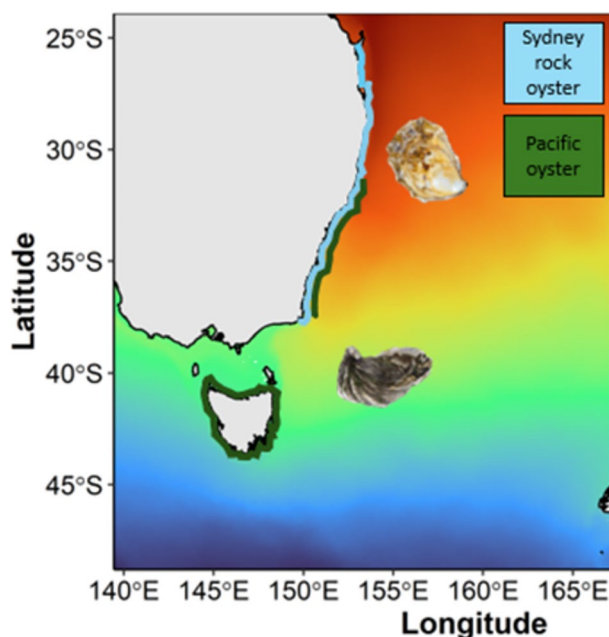 25°S
30°S
35°S
40°S
45°S
Latitude
Sydney
rock
oyster
Pacific
oyster
140°E 145°E 150°E 155°E 160°E 165°E
Longitude